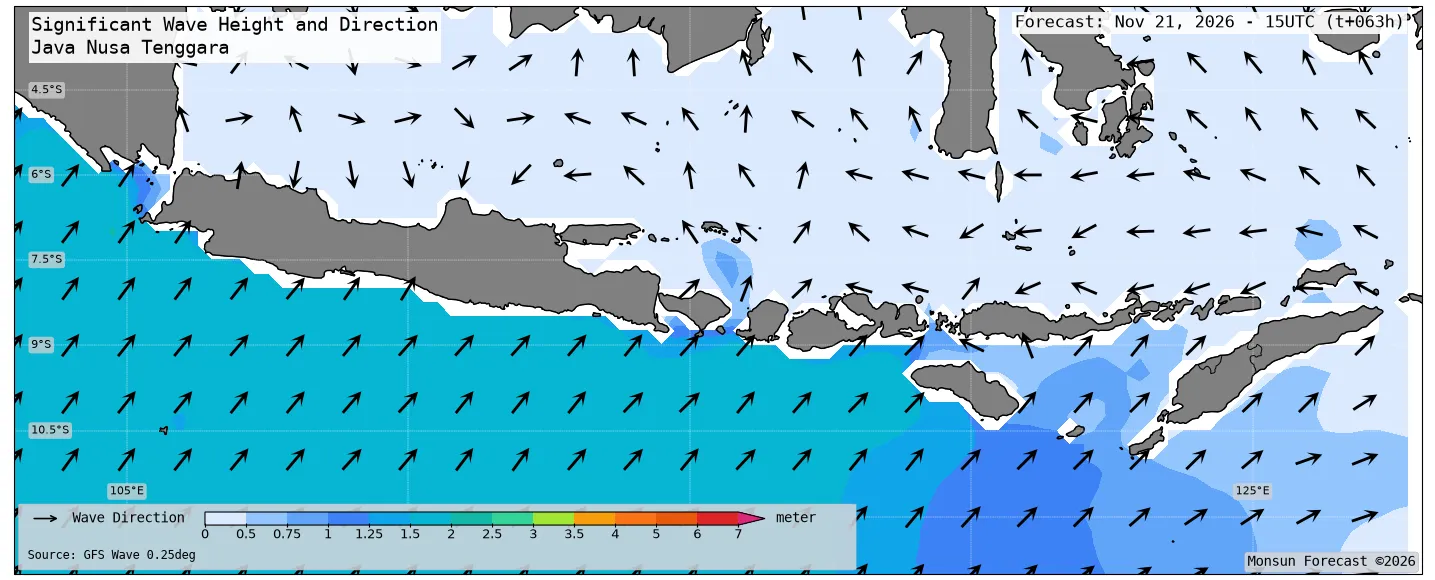 Significant Wave Height and Direction
Java Nusa Tenggara
Forecast: Nov 21, 2026 - 15UTC (t+063h)
4.5°S
6°S
7.5°S
9°S
10.5°S
105°E
125°E
Wave Direction
0 0.5 0.75 1 1.25 1.5 2 2.5 3 3.5 4 5 6 7
meter
Source: GFS Wave 0.25deg
Monsun Forecast ©2026